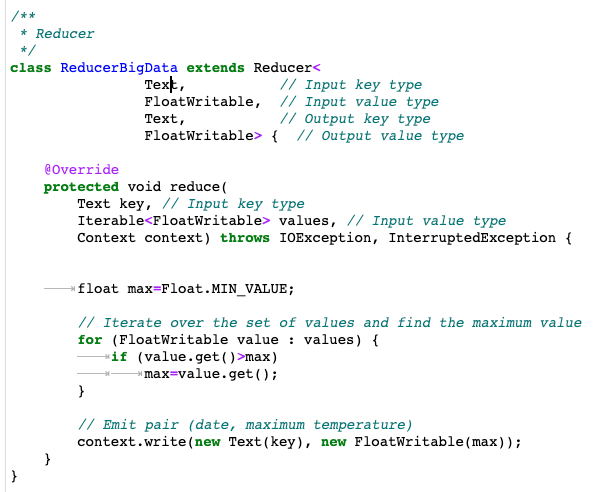 /**
 * Reducer
 */
class ReducerBigData extends Reducer<
                Text,           // Input key type
                FloatWritable,  // Input value type
                Text,           // Output key type
                FloatWritable> {  // Output value type

    @Override
    protected void reduce(
        Text key, // Input key type
        Iterable<FloatWritable> values, // Input value type
        Context context) throws IOException, InterruptedException {


        float max=Float.MIN_VALUE;

        // Iterate over the set of values and find the maximum value
        for (FloatWritable value : values) {
            if (value.get()>max)
                max=value.get();
        }

        // Emit pair (date, maximum temperature)
        context.write(new Text(key), new FloatWritable(max));
    }
}